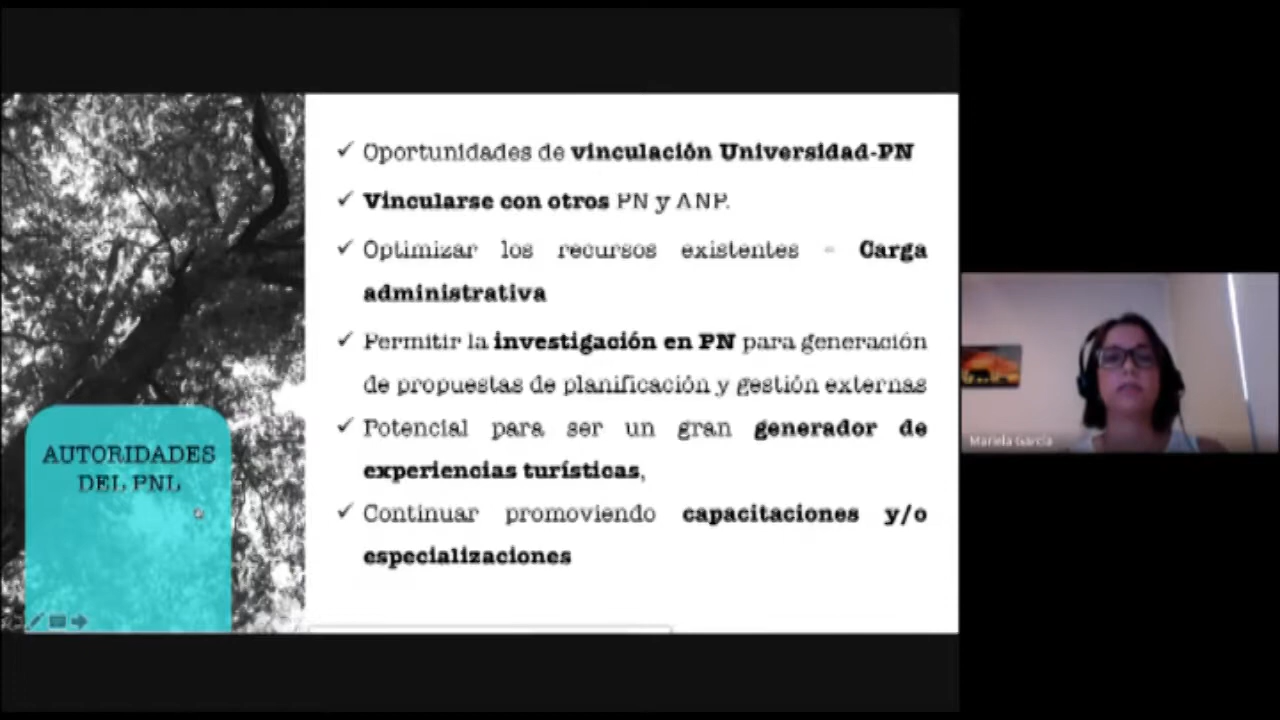 Oportunidades de vinculación Universidad-PN
Vincularse con otros PN y ANP.
Optimizar los recursos existentes - Carga
administrativa
Permitir la investigación en PN para generación
de propuestas de planificación y gestión externas
Potencial para ser un gran generador de
experiencias turísticas,
Continuar promoviendo capacitaciones y/o
especializaciones
AUTORIDADES
DEL PNL
Mariela García